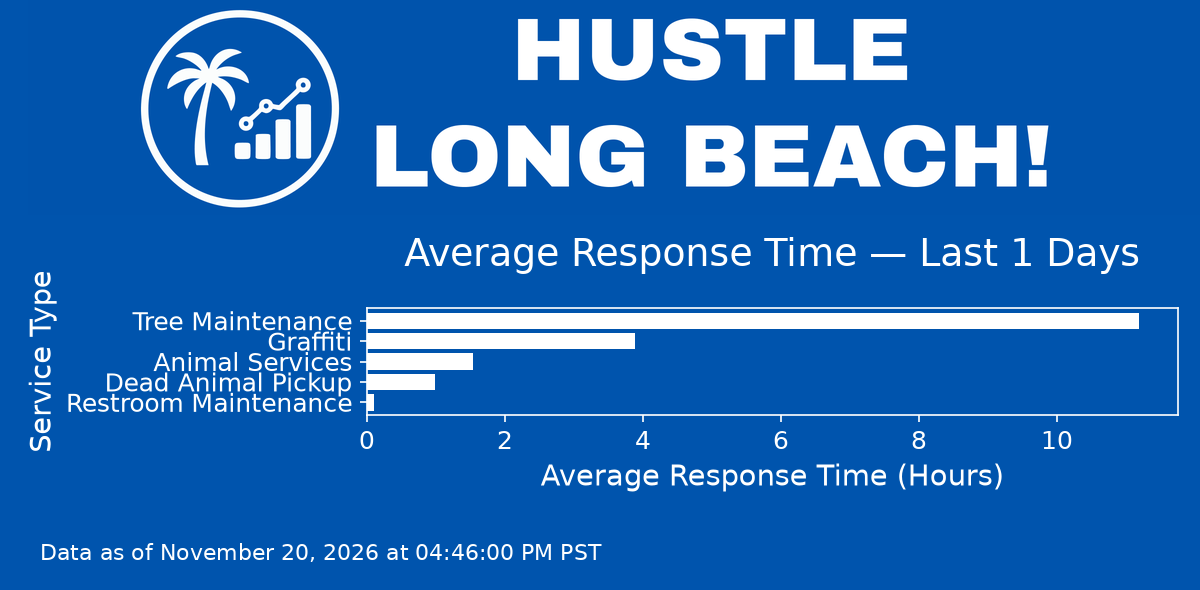 HUSTLE
LONG BEACH!
Average Response Time — Last 1 Days
Service Type
Tree Maintenance
Graffiti
Animal Services
Dead Animal Pickup
Restroom Maintenance
0 2 4 6 8 10
Average Response Time (Hours)
Data as of November 20, 2026 at 04:46:00 PM PST